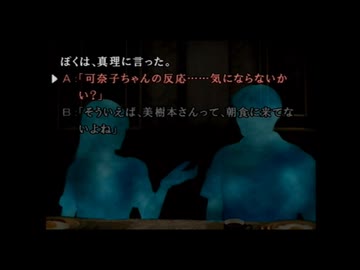 ぼくは、真理に言った。
▶A:「可奈子ちゃんの反応……気にならないか
い?」
B:「そういえば、美樹本さんって、朝食に来てな
いよね」